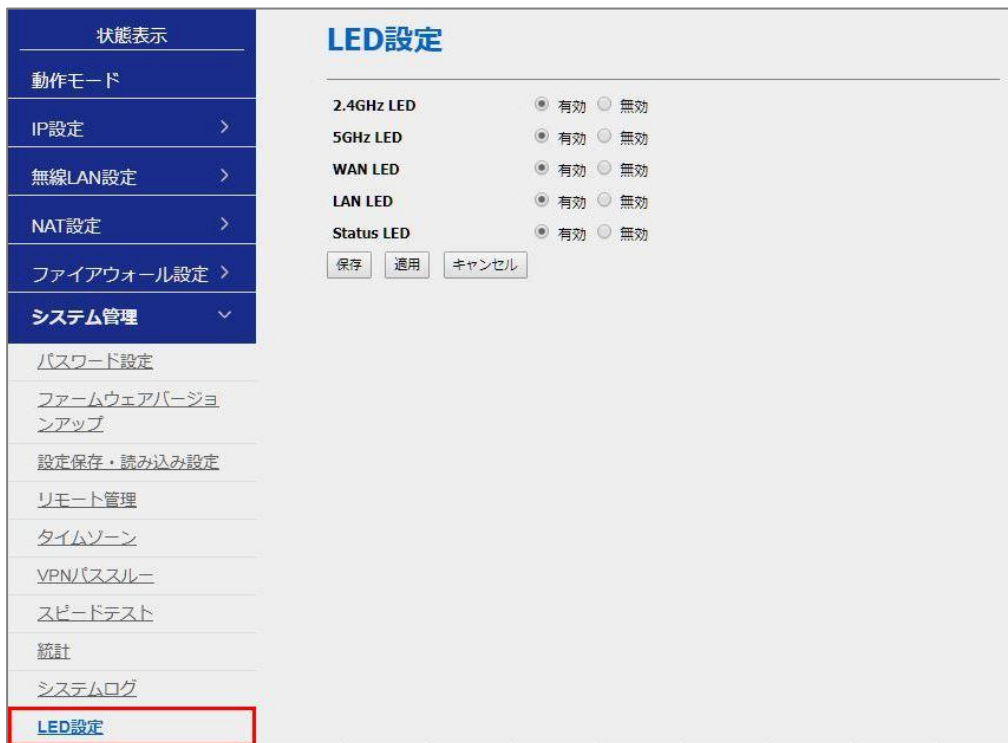 状態表示
動作モード
IP設定
無線LAN設定
NAT設定
ファイアウォール設定
システム管理
パスワード設定
ファームウェアバージョ
ンアップ
設定保存・読み込み設定
リモート管理
タイムゾーン
VPNパススルー
スピードテスト
統計
システムログ
LED設定
LED設定
2.4GHz LED 有効 無効
5GHz LED 有効 無効
WAN LED 有効 無効
LAN LED 有効 無効
Status LED 有効 無効
保存 適用 キャンセル